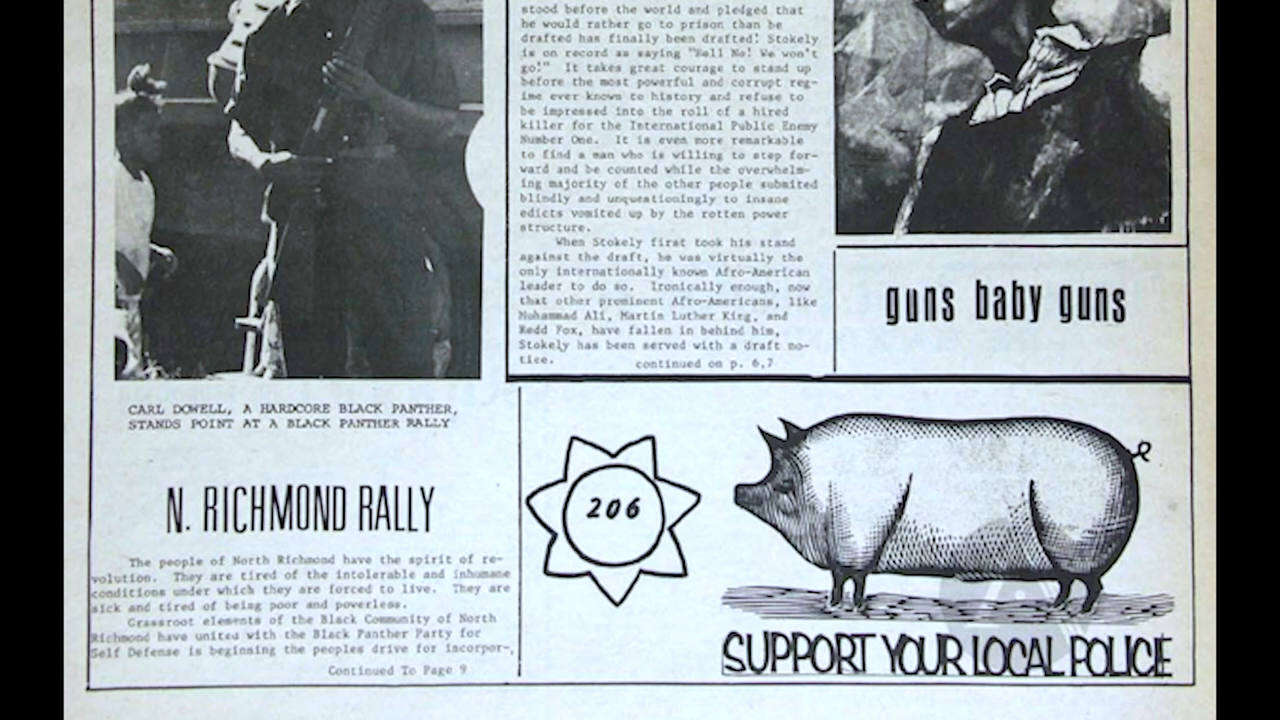 stood before the world and pledged that
he would rather go to prison than be
drafted has finally been drafted! Stokely
is on record as saying "Hell No! We won't
go!" It takes great courage to stand up
before the most powerful and corrupt reg-
ime ever known to history and refuse to
be impressed into the roll of a hired
killer for the International Public Enemy
Number One. It is even more remarkable
to find a man who is willing to step for-
ward and be counted while the overwhelm-
ing majority of the other people submited
blindly and unquestioningly to insane
edicts vomited up by the rotten power
structure.
When Stokely first took his stand
against the draft, he was virtually the
only internationally known Afro-American
leader to do so. Ironically enough, now
that other prominent Afro-Americans, like
Muhammad Ali, Martin Luther King, and
Redd Fox, have fallen in behind him,
Stokely has been served with a draft no-
tice. continued on p. 6,7
guns baby guns
CARL DOWELL, A HARDCORE BLACK PANTHER,
STANDS POINT AT A BLACK PANTHER RALLY
N. RICHMOND RALLY
The people of North Richmond have the spirit of re-
volution. They are tired of the intolerable and inhumane
conditions under which they are forced to live. They are
sick and tired of being poor and powerless.
Grassroot elements of the Black Community of North
Richmond have united with the Black Panther Party for
Self Defense is beginning the peoples drive for incorpor-,
Continued To Page 9
206
SUPPORT YOUR LOCAL POLICE